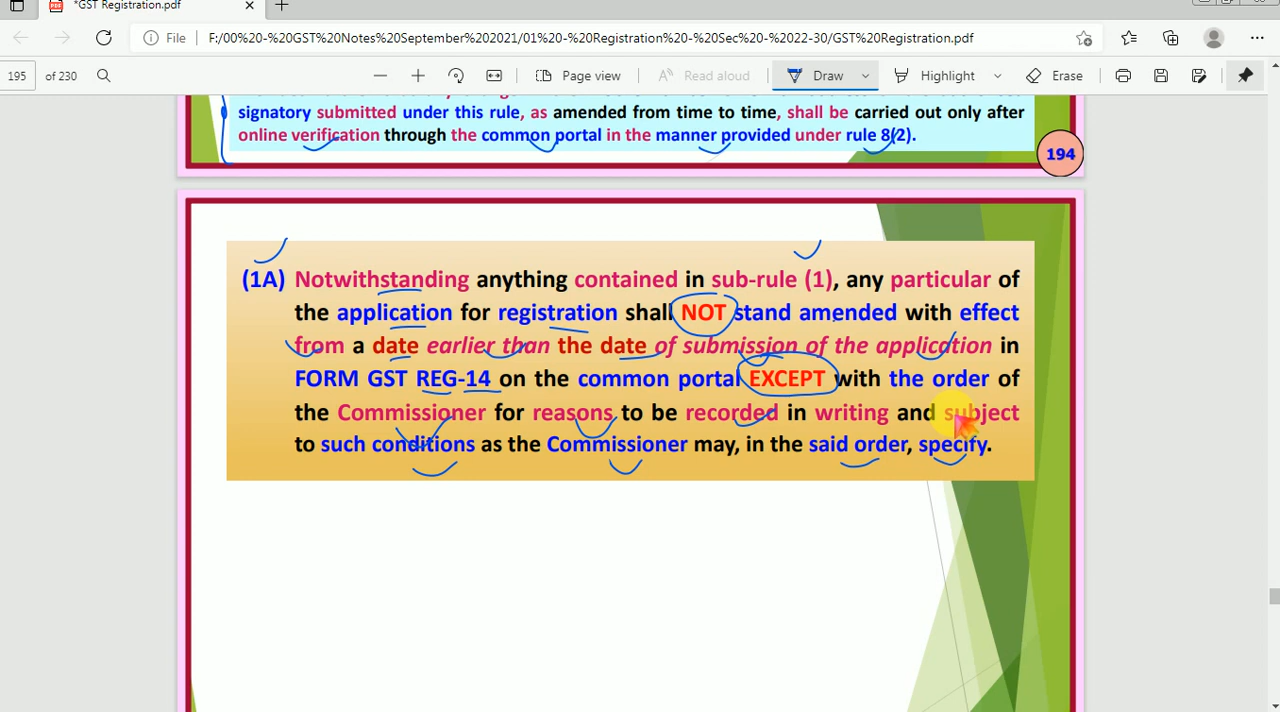 *GST Registration.pdf
File F:/00%20-%20GST%20Notes%20September%202021/01%20-%20Registration%20-%20Sec%20-%2022-30/GST%20Registration.pdf
195 of 230 Page view Read aloud Draw Highlight Erase
signatory submitted under this rule, as amended from time to time, shall be carried out only after
online verification through the common portal in the manner provided under rule 8(2).
194
(1A) Notwithstanding anything contained in sub-rule (1), any particular of
the application for registration shall NOT stand amended with effect
from a date earlier than the date of submission of the application in
FORM GST REG-14 on the common portal EXCEPT with the order of
the Commissioner for reasons to be recorded in writing and subject
to such conditions as the Commissioner may, in the said order, specify.